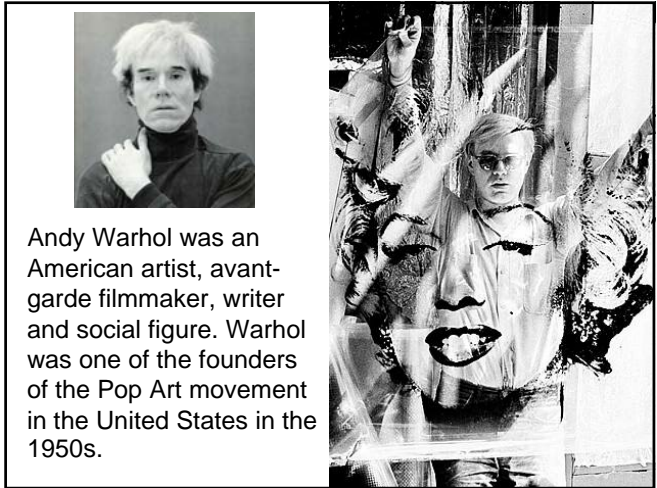 Andy Warhol was an
American artist, avant-
garde filmmaker, writer
and social figure. Warhol
was one of the founders
of the Pop Art movement
in the United States in the
1950s.